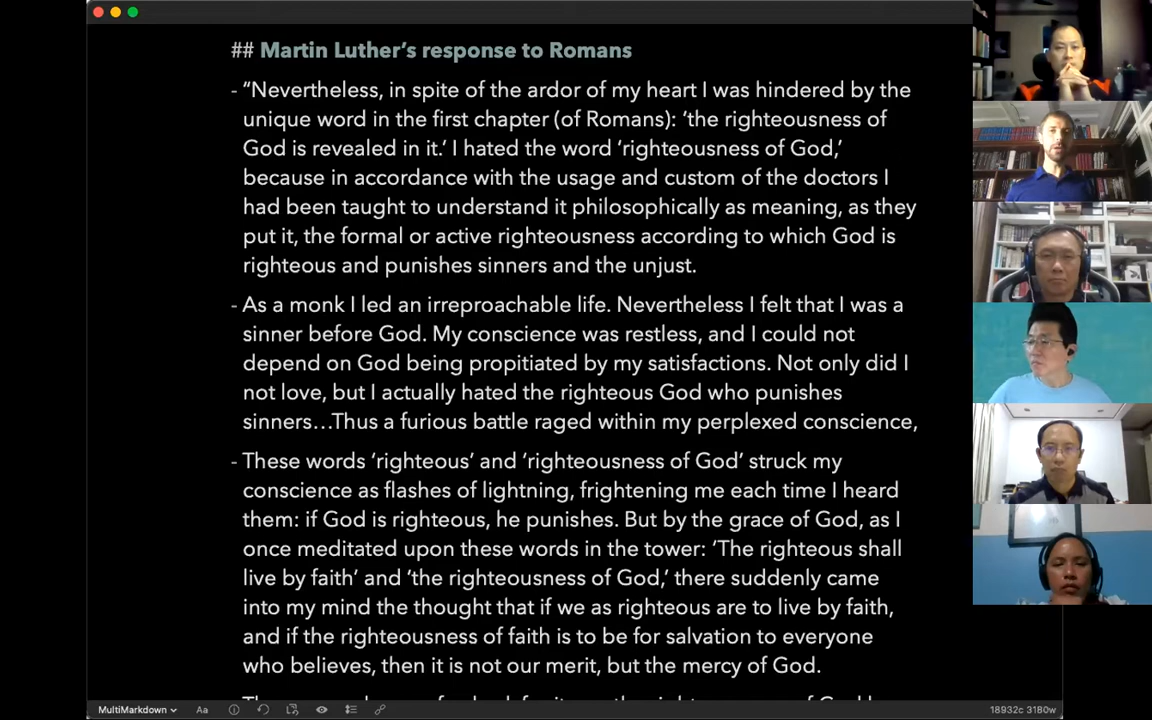 ## Martin Luther’s response to Romans
- “Nevertheless, in spite of the ardor of my heart I was hindered by the
unique word in the first chapter (of Romans): ‘the righteousness of
God is revealed in it.’ I hated the word ‘righteousness of God,’
because in accordance with the usage and custom of the doctors I
had been taught to understand it philosophically as meaning, as they
put it, the formal or active righteousness according to which God is
righteous and punishes sinners and the unjust.
- As a monk I led an irreproachable life. Nevertheless I felt that I was a
sinner before God. My conscience was restless, and I could not
depend on God being propitiated by my satisfactions. Not only did I
not love, but I actually hated the righteous God who punishes
sinners…Thus a furious battle raged within my perplexed conscience,
- These words ‘righteous’ and ‘righteousness of God’ struck my
conscience as flashes of lightning, frightening me each time I heard
them: if God is righteous, he punishes. But by the grace of God, as I
once meditated upon these words in the tower: ‘The righteous shall
live by faith’ and ‘the righteousness of God,’ there suddenly came
into my mind the thought that if we as righteous are to live by faith,
and if the righteousness of faith is to be for salvation to everyone
who believes, then it is not our merit, but the mercy of God.
MultiMarkdown
Aa
18932c 3180w